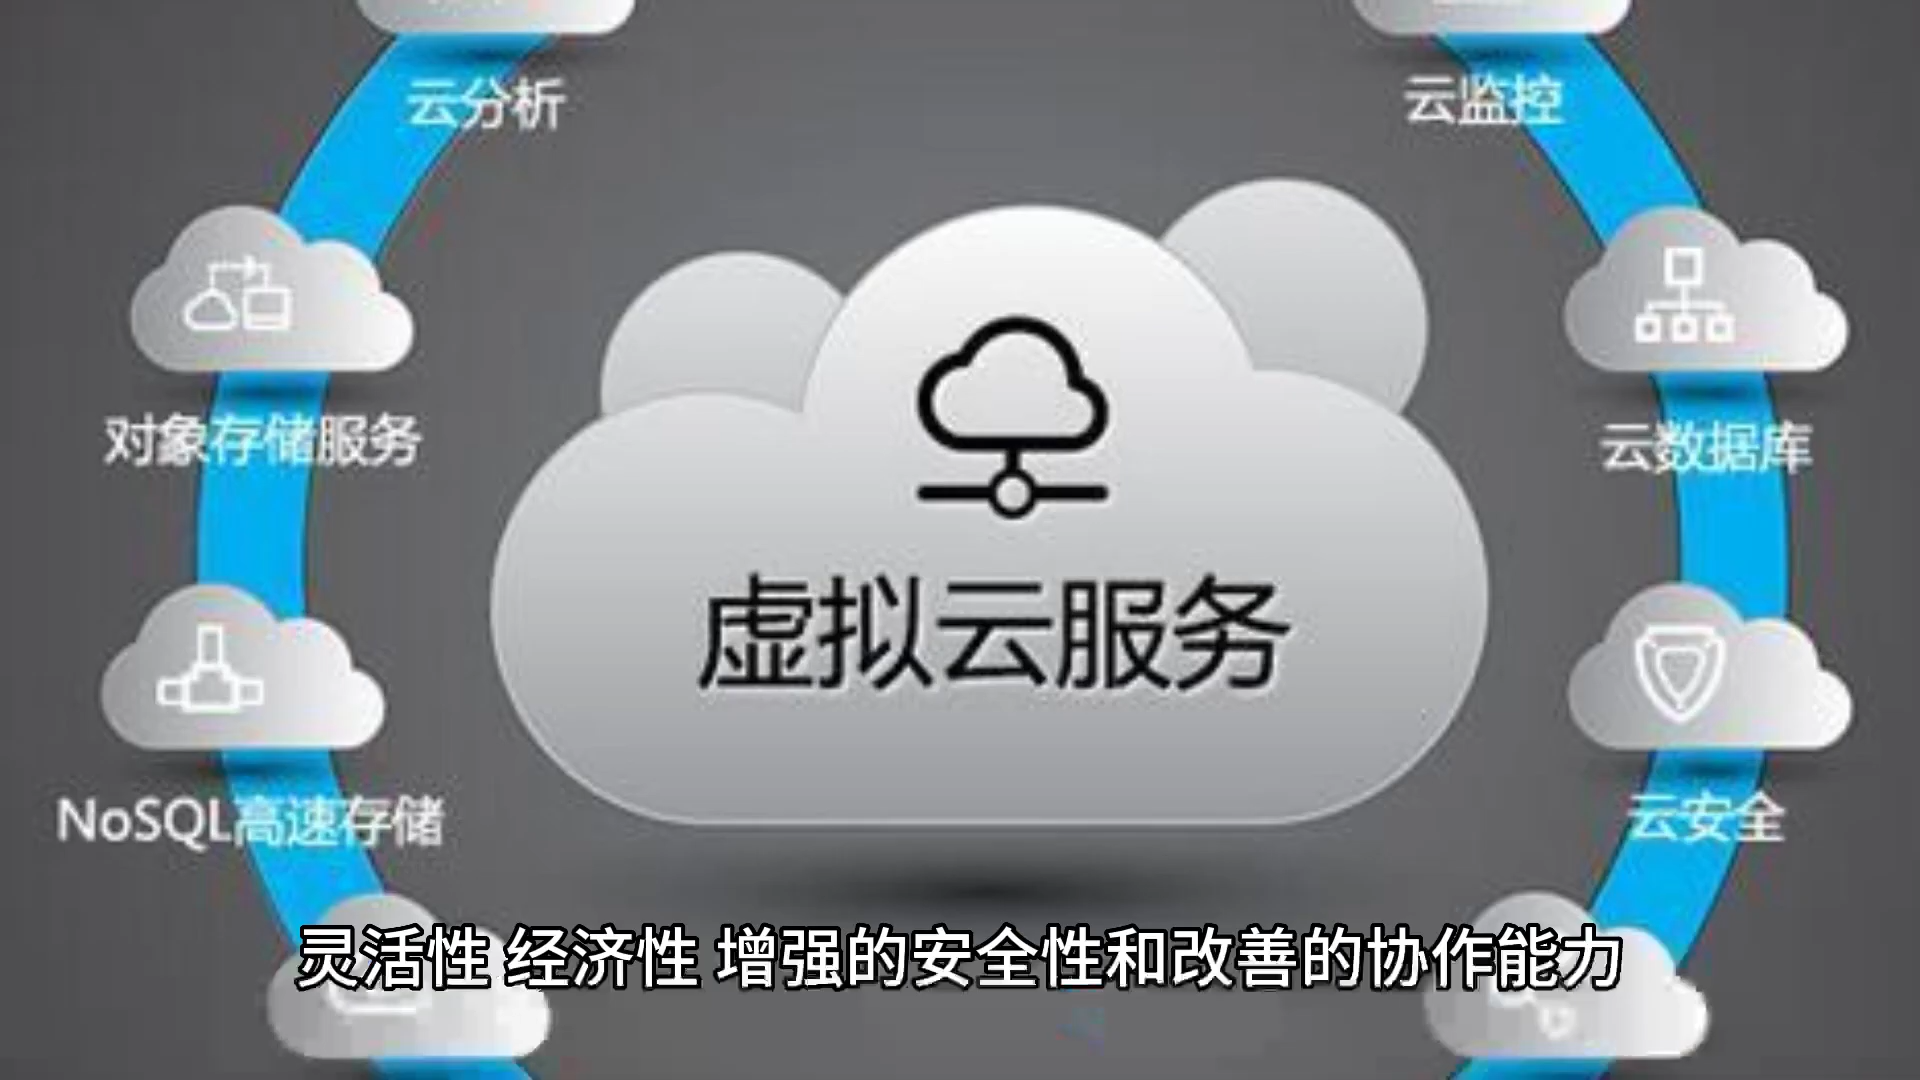 云分析
云监控
对象存储服务
云数据库
虚拟云服务
NoSQL高速存储
云安全
灵活性 经济性 增强的安全性和改善的协作能力